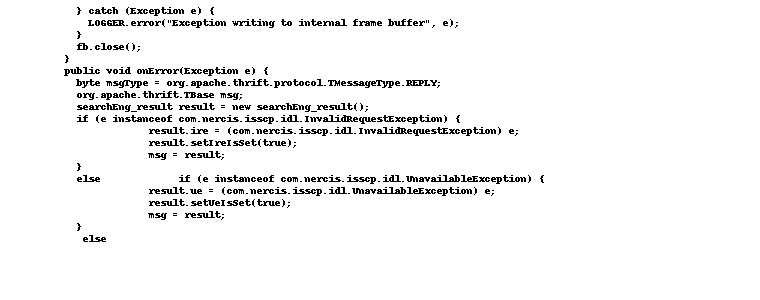 } catch (Exception e) {
LOGGER.error("Exception writing to internal frame buffer", e);
}
fb.close();
}
public void onError(Exception e) {
byte msgType = org.apache.thrift.protocol.TMessageType.REPLY;
org.apache.thrift.TBase msg;
searchEng_result result = new searchEng_result();
if (e instanceof com.nercis.isscp.idl.InvalidRequestException) {
result.ire = (com.nercis.isscp.idl.InvalidRequestException) e;
result.setIreIsSet(true);
msg = result;
}
else if (e instanceof com.nercis.isscp.idl.UnavailableException) {
result.ue = (com.nercis.isscp.idl.UnavailableException) e;
result.setUeIsSet(true);
msg = result;
}
else